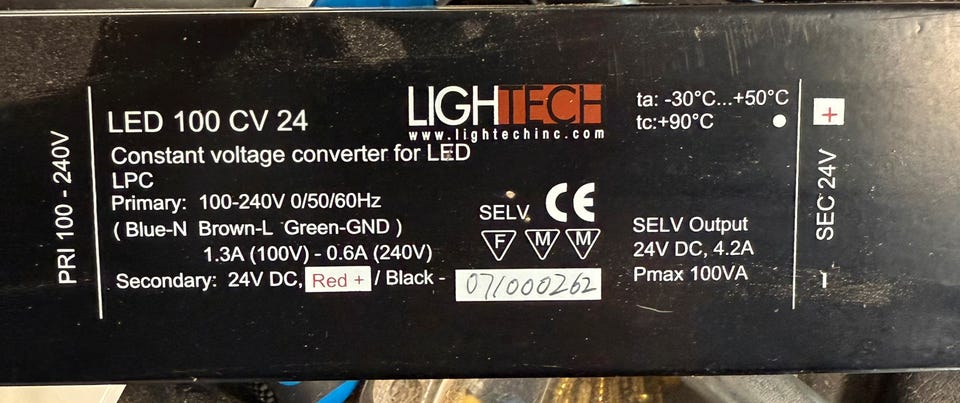 PRI 100 - 240V
LED 100 CV 24
Constant voltage converter for LED
LPC
Primary: 100-240V 0/50/60Hz
( Blue-N Brown-L Green-GND )
1.3A (100V) - 0.6A (240V)
Secondary: 24V DC, Red + / Black -
071000262
LIGHTECH
www.lightechinc.com
SELV
CE
F M M
ta: -30°C...+50°C
tc:+90°C
SELV Output
24V DC, 4.2A
Pmax 100VA
+
SEC 24V
-